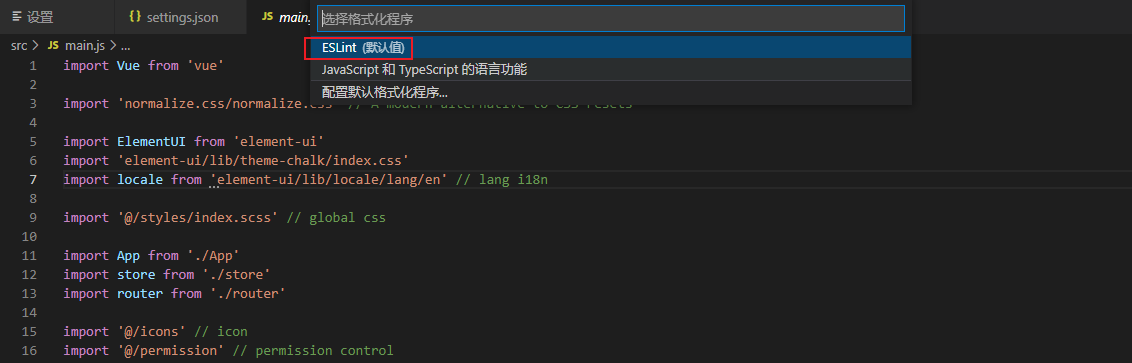 设置
{} settings.json
JS main.
选择格式化程序
ESLint (默认值)
JavaScript 和 TypeScript 的语言功能
配置默认格式化程序...
src > JS main.js > ...
1 import Vue from 'vue'
2
3 import 'normalize.css/normalize.css' // A modern alternative to CSS resets
4
5 import ElementUI from 'element-ui'
6 import 'element-ui/lib/theme-chalk/index.css'
7 import locale from 'element-ui/lib/locale/lang/en' // lang i18n
8
9 import '@/styles/index.scss' // global css
10
11 import App from './App'
12 import store from './store'
13 import router from './router'
14
15 import '@/icons' // icon
16 import '@/permission' // permission control